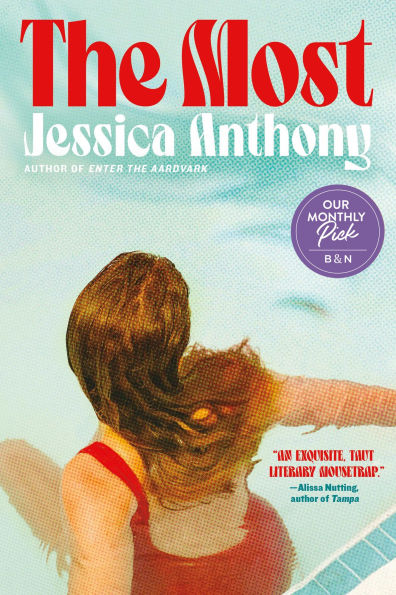 The Most
Jessica Anthony
AUTHOR OF ENTER THE AARDVARK
OUR
MONTHLY
Pick
B&N
“AN EXQUISITE, TAUT
LITERARY MOUSETRAP.”
—Alissa Nutting,
author of Tampa